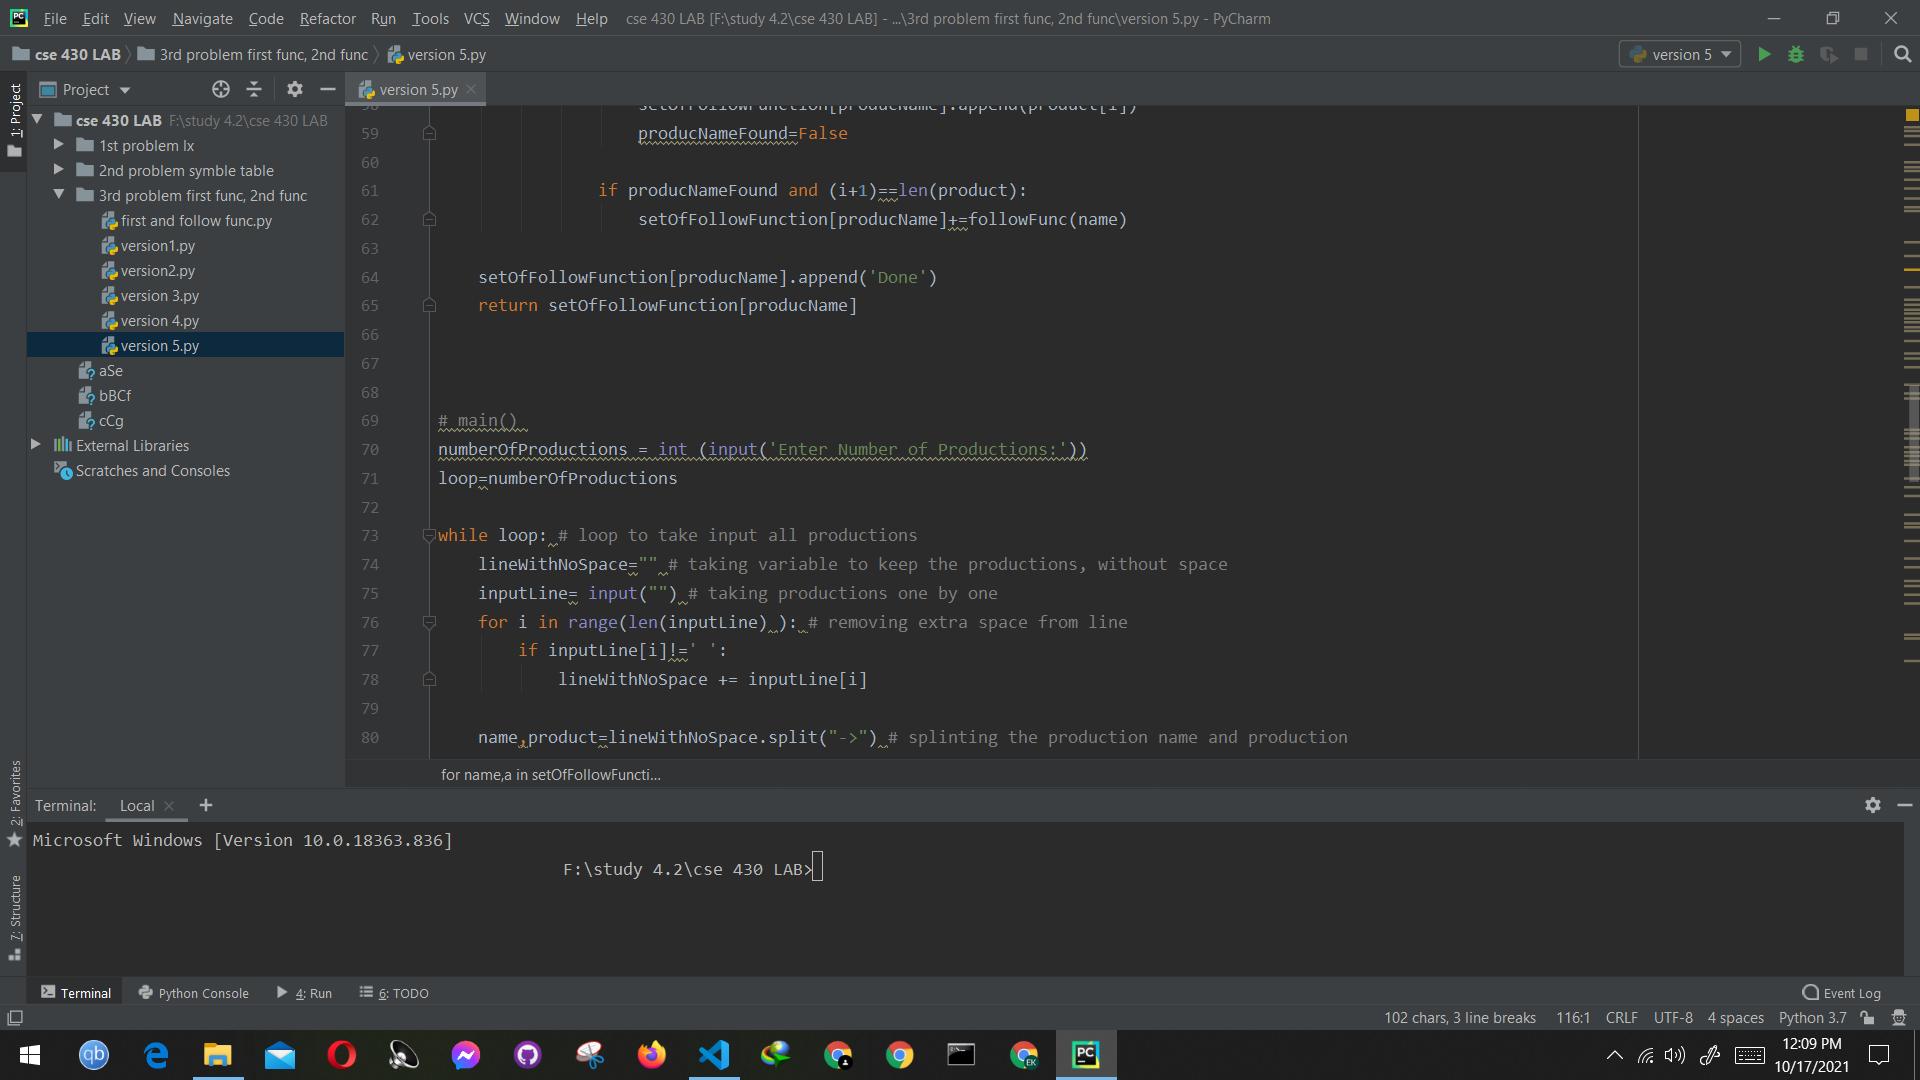 File Edit View Navigate Code Refactor Run Tools VCS Window Help cse 430 LAB [F:\study 4.2\cse 430 LAB] - ...\3rd problem first func, 2nd func\version 5.py - PyCharm
cse 430 LAB 3rd problem first func, 2nd func version 5.py version 5
1: Project
Project
cse 430 LAB F:\study 4.2\cse 430 LAB
1st problem lx
2nd problem symble table
3rd problem first func, 2nd func
first and follow func.py
version1.py
version2.py
version 3.py
version 4.py
version 5.py
aSe
bBCf
cCg
External Libraries
Scratches and Consoles
version 5.py
58 setOfFollowFunction[producName].append(product[i])
59 producNameFound=False
60
61 if producNameFound and (i+1)==len(product):
62 setOfFollowFunction[producName]+=followFunc(name)
63
64 setOfFollowFunction[producName].append('Done')
65 return setOfFollowFunction[producName]
66
67
68
69 # main()
70 numberOfProductions = int (input('Enter Number of Productions:'))
71 loop=numberOfProductions
72
73 while loop: # loop to take input all productions
74 lineWithNoSpace="" # taking variable to keep the productions, without space
75 inputLine= input("") # taking productions one by one
76 for i in range(len(inputLine) ): # removing extra space from line
77 if inputLine[i]!=' ':
78 lineWithNoSpace += inputLine[i]
79
80 name,product=lineWithNoSpace.split("->") # splinting the production name and production
for name,a in setOfFollowFuncti...
2: Favorites
7: Structure
Terminal: Local
Microsoft Windows [Version 10.0.18363.836]
F:\study 4.2\cse 430 LAB>
Terminal Python Console 4: Run 6: TODO Event Log
102 chars, 3 line breaks 116:1 CRLF UTF-8 4 spaces Python 3.7
qb EK PC
12:09 PM
10/17/2021